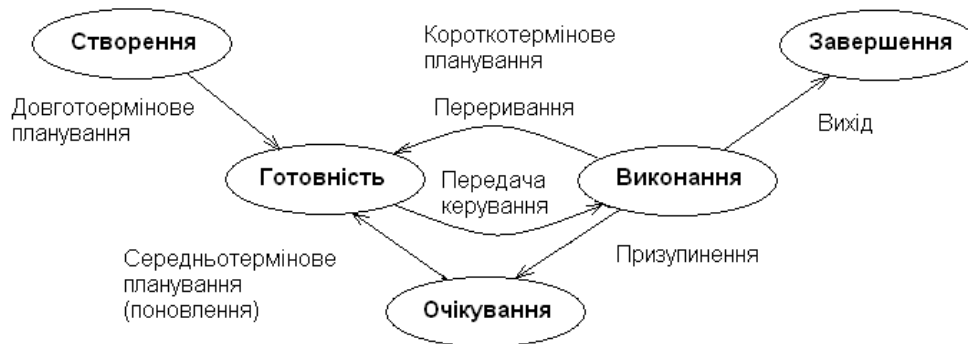 Створення
Короткотермінове
планування
Завершення
Довготоермінове
планування
Переривання
Вихід
Готовність
Передача
керування
Виконання
Середньотермінове
планування
(поновлення)
Призупинення
Очікування